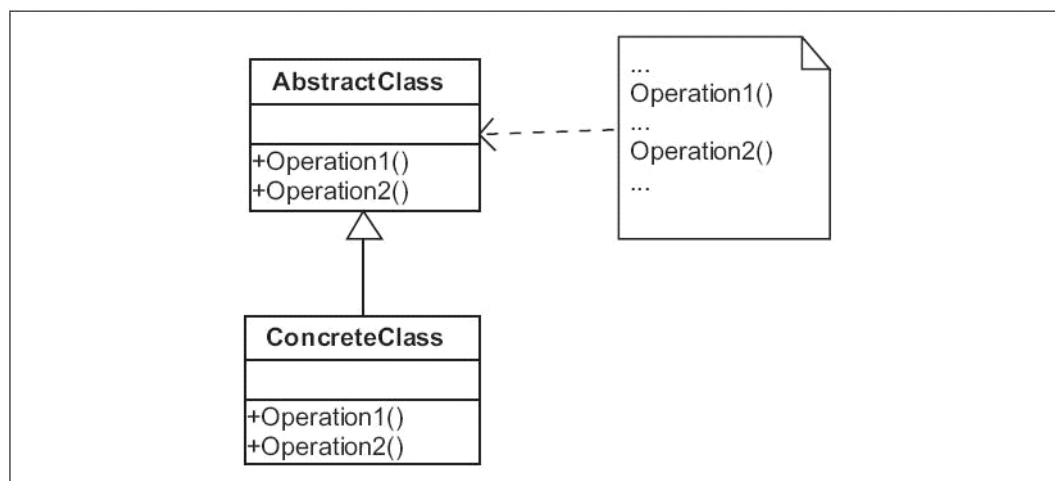 AbstractClass
+Operation1()
+Operation2()
...
Operation1()
...
Operation2()
...
ConcreteClass
+Operation1()
+Operation2()